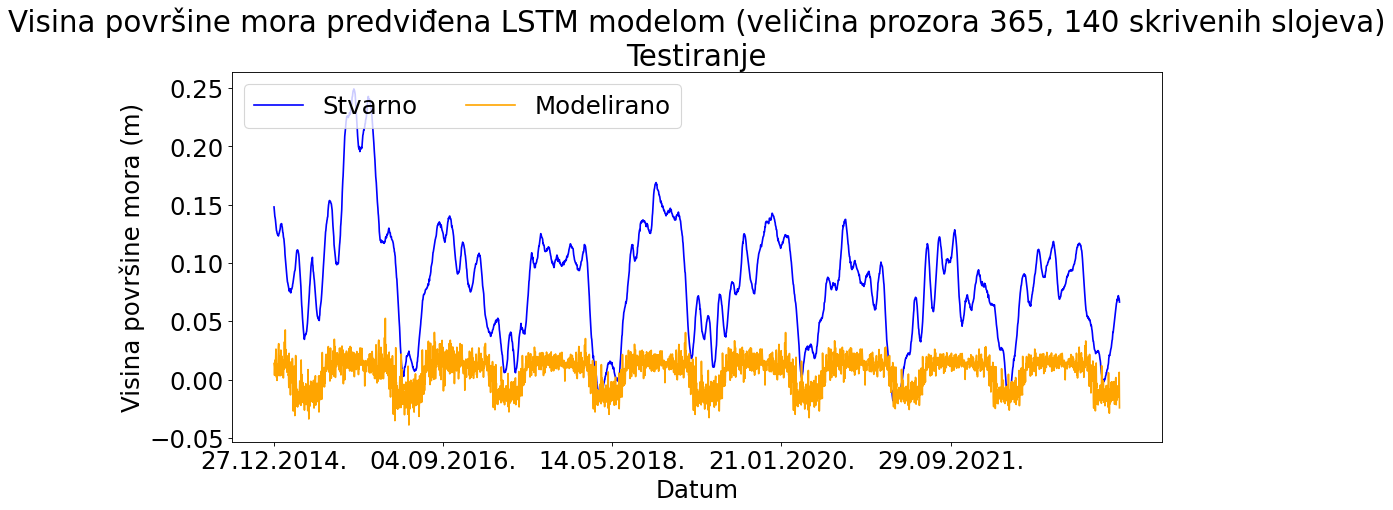 Visina površine mora predviđena LSTM modelom (veličina prozora 365, 140 skrivenih slojeva)
Testiranje
Stvarno
Modelirano
Visina površine mora (m)
0.25
0.20
0.15
0.10
0.05
0.00
−0.05
27.12.2014.
04.09.2016.
14.05.2018.
21.01.2020.
29.09.2021.
Datum